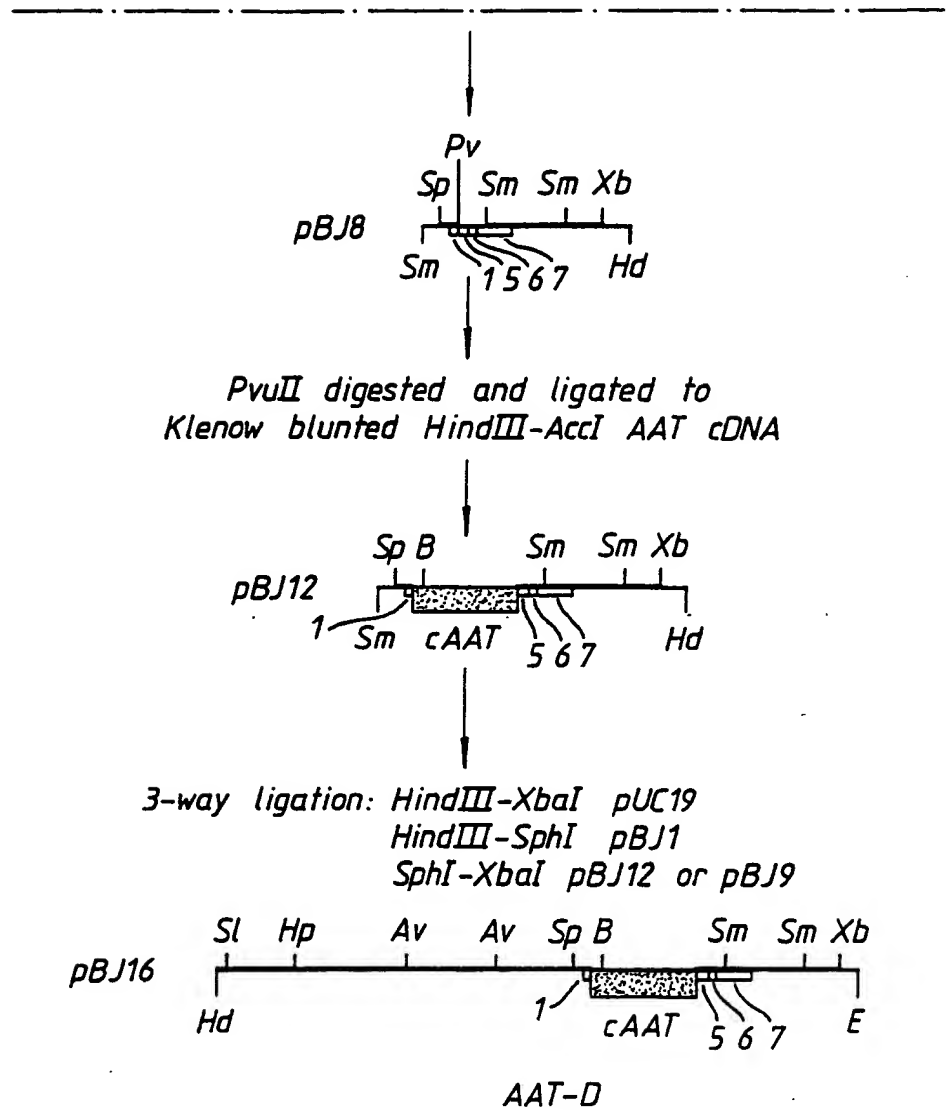 Pv
Sp Sm Sm Xb
pBJ8
Sm 1 5 6 7 Hd
PvuII digested and ligated to
Klenow blunted HindIII-AccI AAT cDNA
Sp B Sm Sm Xb
pBJ12
1 Sm cAAT 5 6 7 Hd
3-way ligation: HindIII-XbaI pUC19
HindIII-SphI pBJ1
SphI-XbaI pBJ12 or pBJ9
Sl Hp Av Av Sp B Sm Sm Xb
pBJ16
Hd 1 cAAT 5 6 7 E
AAT-D